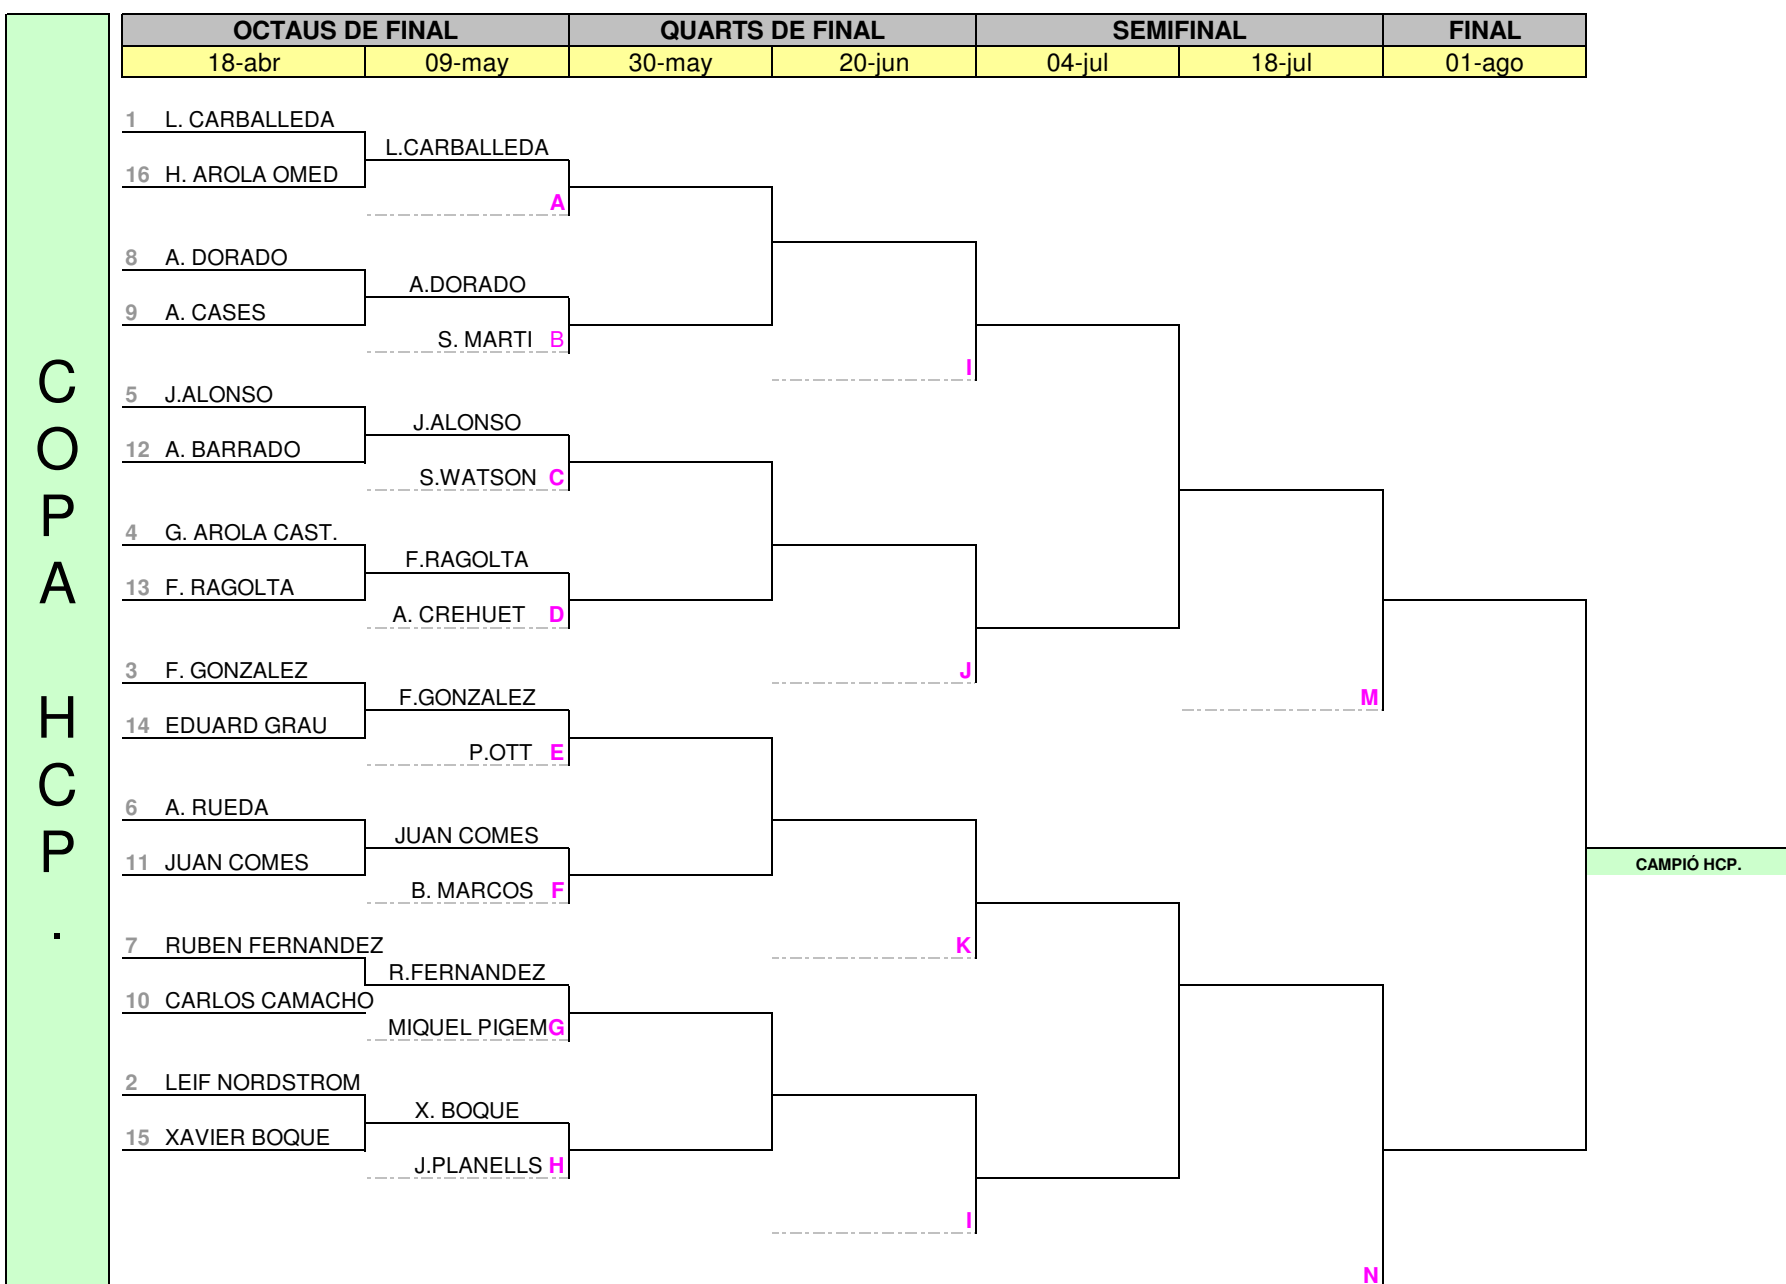 OCTAUS DE FINAL QUARTS DE FINAL SEMIFINAL FINAL
18-abr 09-may 30-may 20-jun 04-jul 18-jul 01-ago
COPA HCP.
1 L. CARBALLEDA
L.CARBALLEDA
16 H. AROLA OMED
A
8 A. DORADO
A.DORADO
9 A. CASES
S. MARTI B
I
5 J.ALONSO
J.ALONSO
12 A. BARRADO
S.WATSON C
4 G. AROLA CAST.
F.RAGOLTA
13 F. RAGOLTA
A. CREHUET D
3 F. GONZALEZ J
F.GONZALEZ M
14 EDUARD GRAU
P.OTT E
6 A. RUEDA
JUAN COMES
11 JUAN COMES
CAMPIÓ HCP.
B. MARCOS F
7 RUBEN FERNANDEZ K
R.FERNANDEZ
10 CARLOS CAMACHO
MIQUEL PIGEM G
2 LEIF NORDSTROM
X. BOQUE
15 XAVIER BOQUE
J.PLANELLS H
I
N